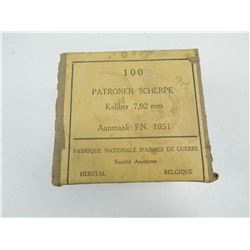 100
PATRONEN SCHERPE
Kaliber 7,92 mm
Aanmaak F.N. 1951
FABRIQUE NATIONALE D'ARMES DE GUERRE
Société Anonyme
HERSTAL BELGIQUE